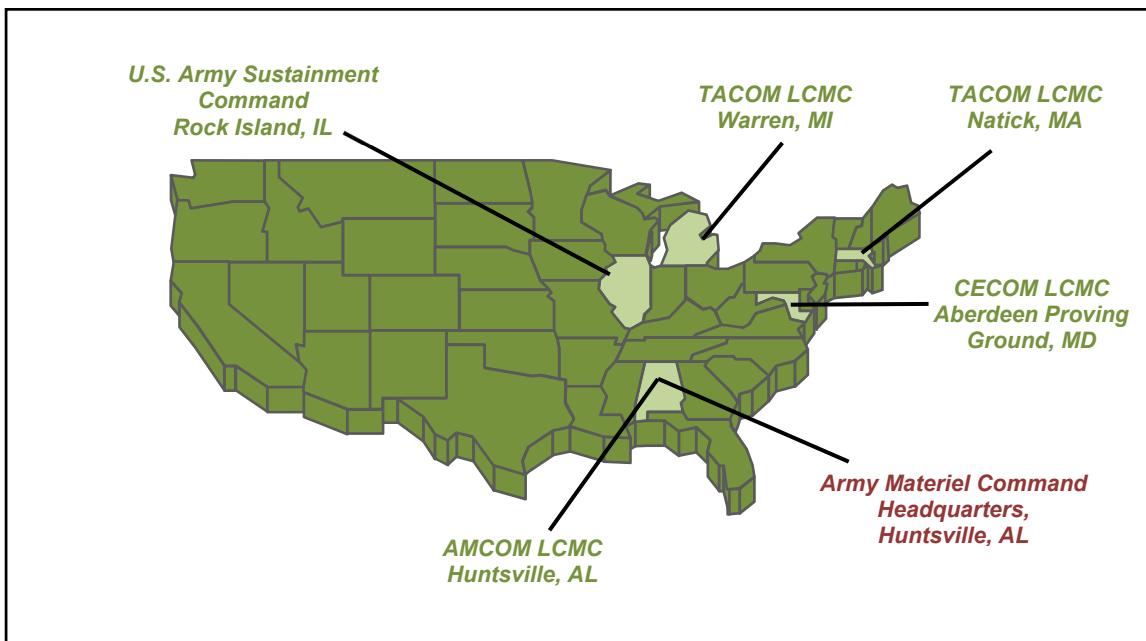 U.S. Army Sustainment
Command
Rock Island, IL
TACOM LCMC
Warren, MI
TACOM LCMC
Natick, MA
CECOM LCMC
Aberdeen Proving
Ground, MD
Army Materiel Command
Headquarters,
Huntsville, AL
AMCOM LCMC
Huntsville, AL